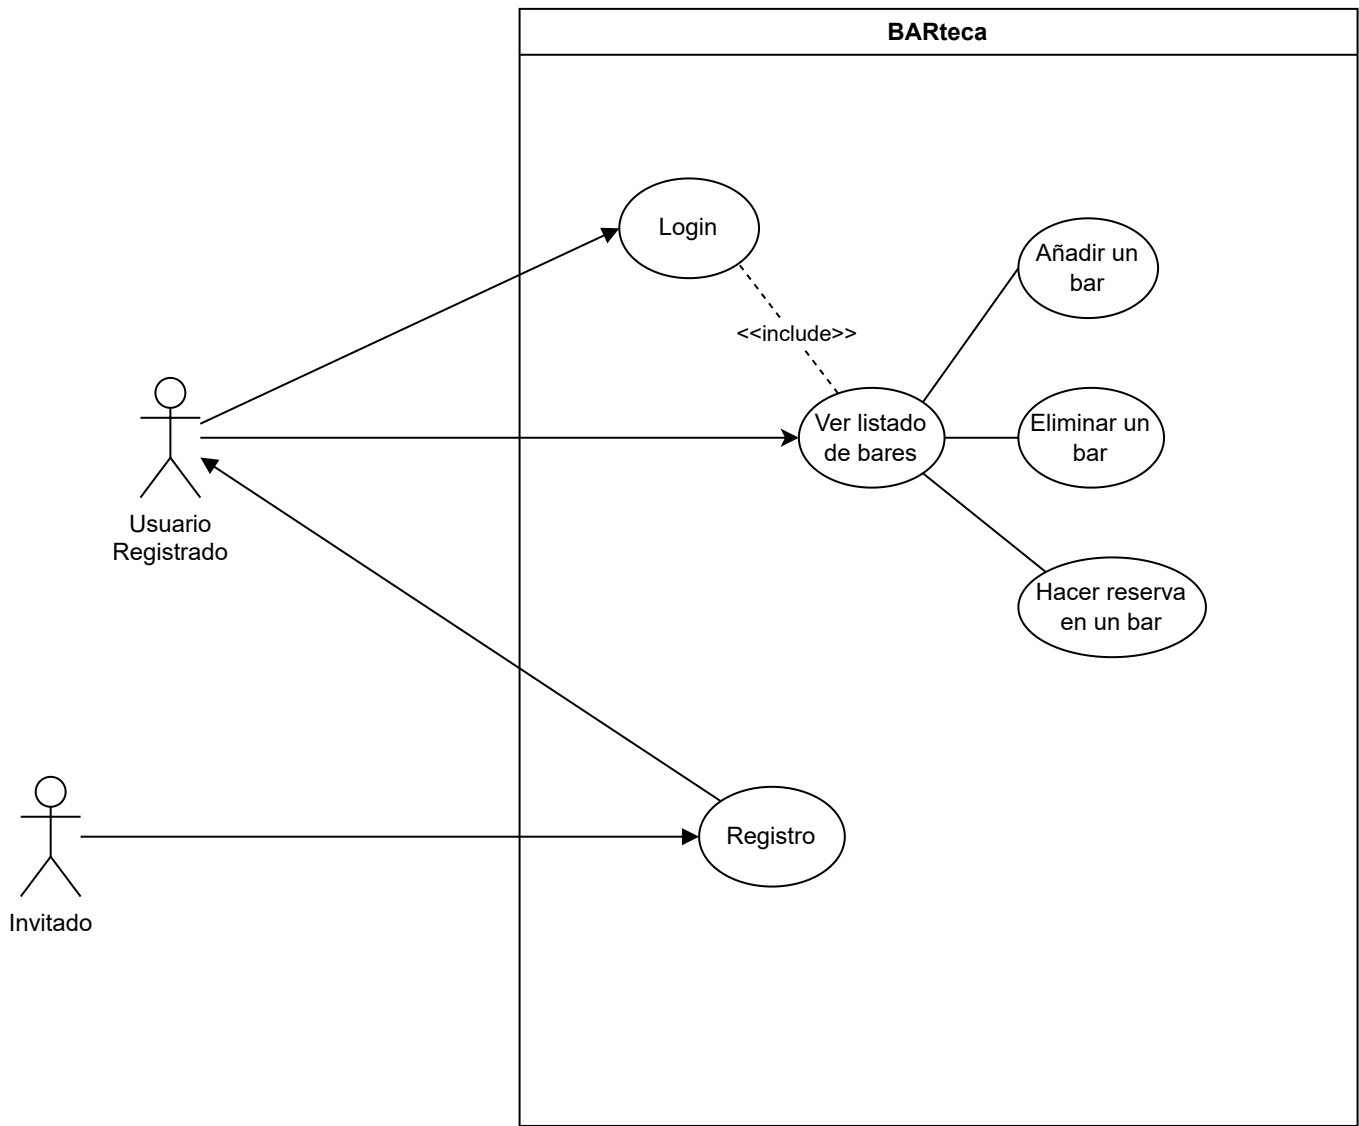 BARteca
Login
Añadir un
bar
<<include>>
Ver listado
de bares
Eliminar un
bar
Usuario
Registrado
Hacer reserva
en un bar
Registro
Invitado